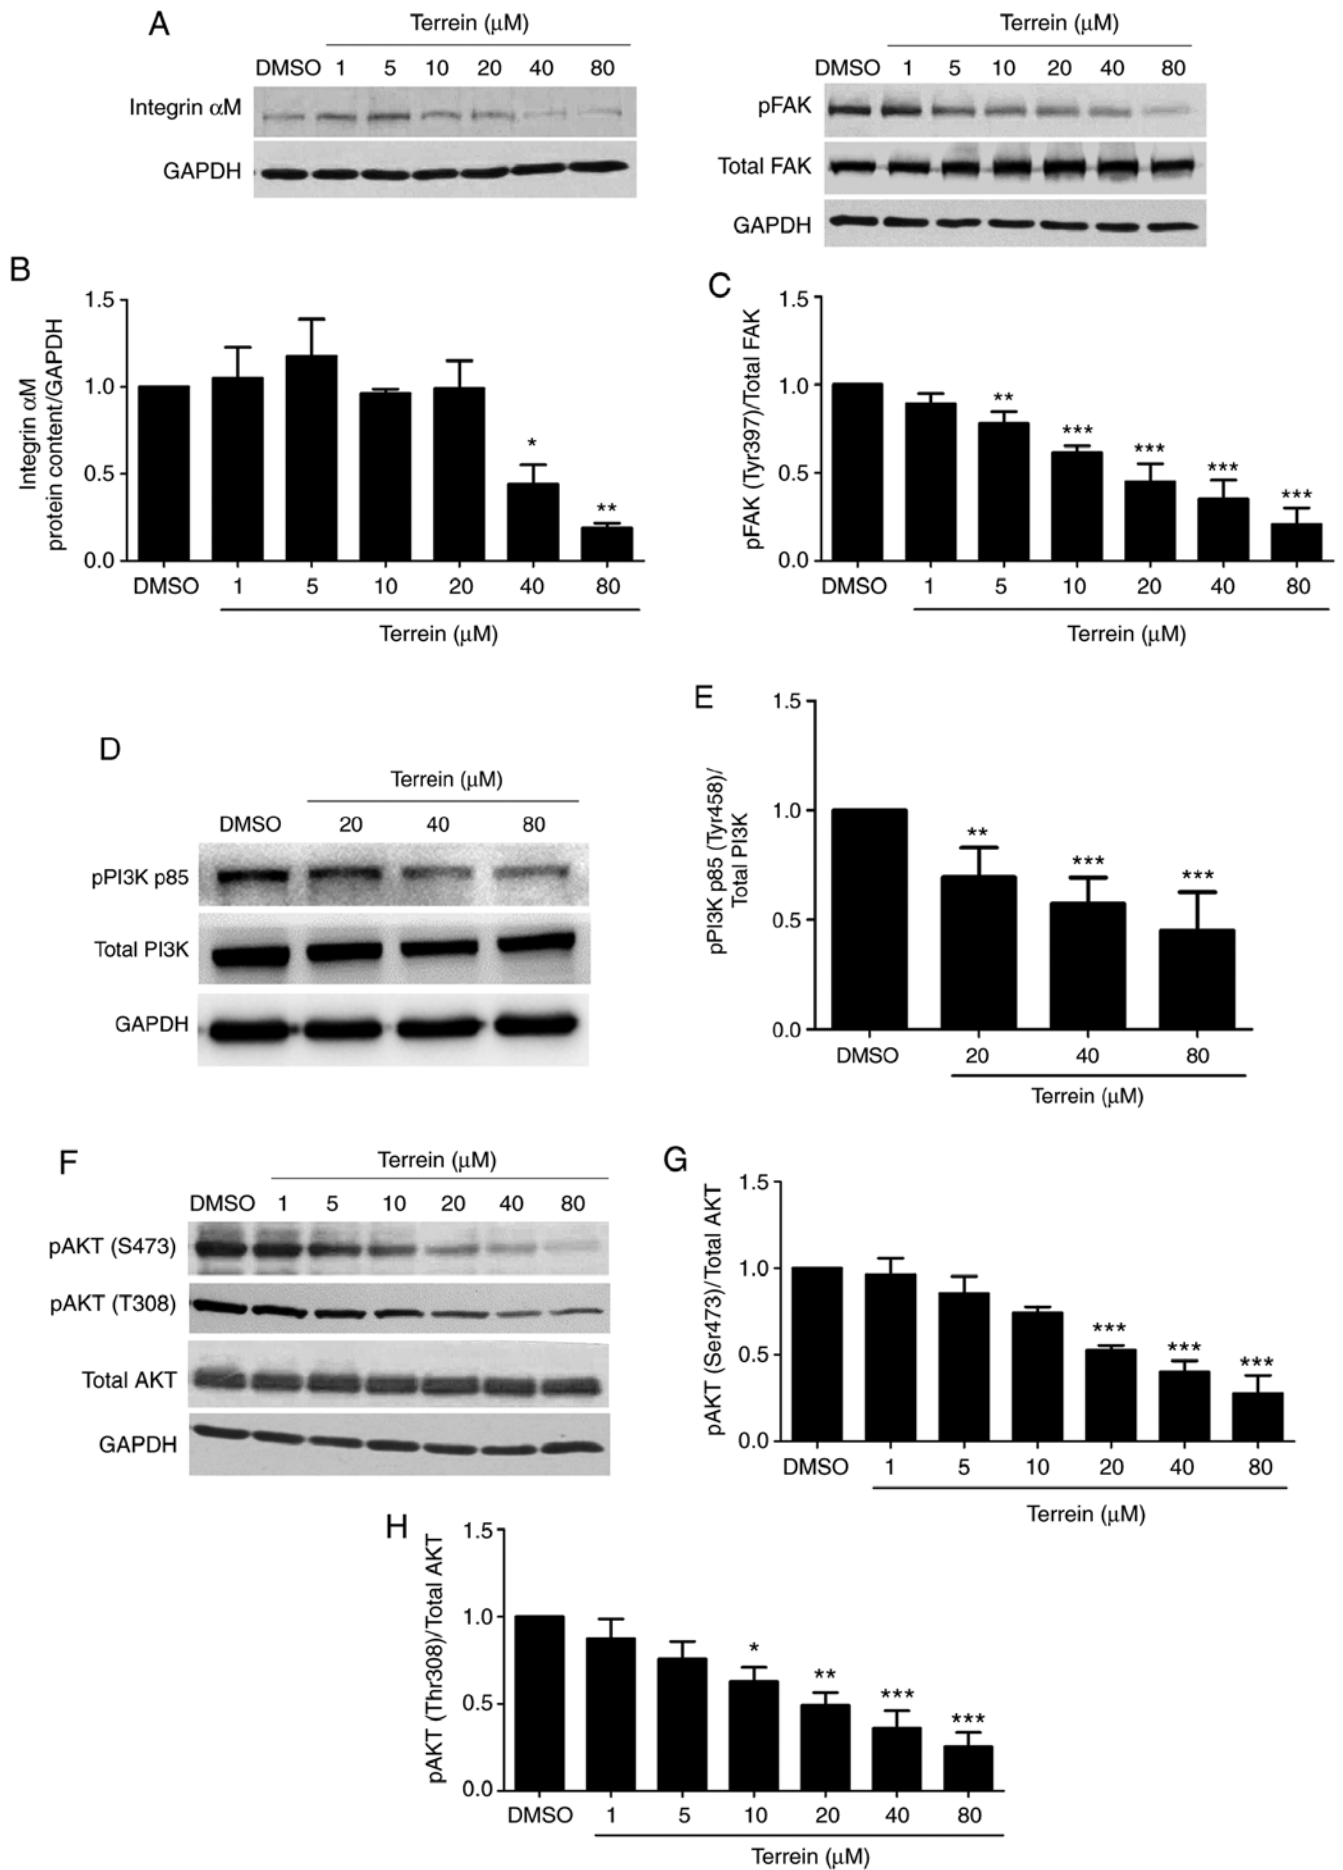 A
Terrein (μM)
DMSO 1 5 10 20 40 80
Integrin αM
GAPDH
Terrein (μM)
DMSO 1 5 10 20 40 80
pFAK
Total FAK
GAPDH
B
Integrin αM
protein content/GAPDH
1.5
1.0
0.5
0.0
*
**
DMSO 1 5 10 20 40 80
Terrein (μM)
C
pFAK (Tyr397)/Total FAK
1.5
1.0
0.5
0.0
**
***
***
***
***
DMSO 1 5 10 20 40 80
Terrein (μM)
D
Terrein (μM)
DMSO 20 40 80
pPI3K p85
Total PI3K
GAPDH
E
pPI3K p85 (Tyr458)/
Total PI3K
1.5
1.0
0.5
0.0
**
***
***
DMSO 20 40 80
Terrein (μM)
F
Terrein (μM)
DMSO 1 5 10 20 40 80
pAKT (S473)
pAKT (T308)
Total AKT
GAPDH
G
pAKT (Ser473)/Total AKT
1.5
1.0
0.5
0.0
***
***
***
DMSO 1 5 10 20 40 80
Terrein (μM)
H
pAKT (Thr308)/Total AKT
1.5
1.0
0.5
0.0
*
**
***
***
DMSO 1 5 10 20 40 80
Terrein (μM)